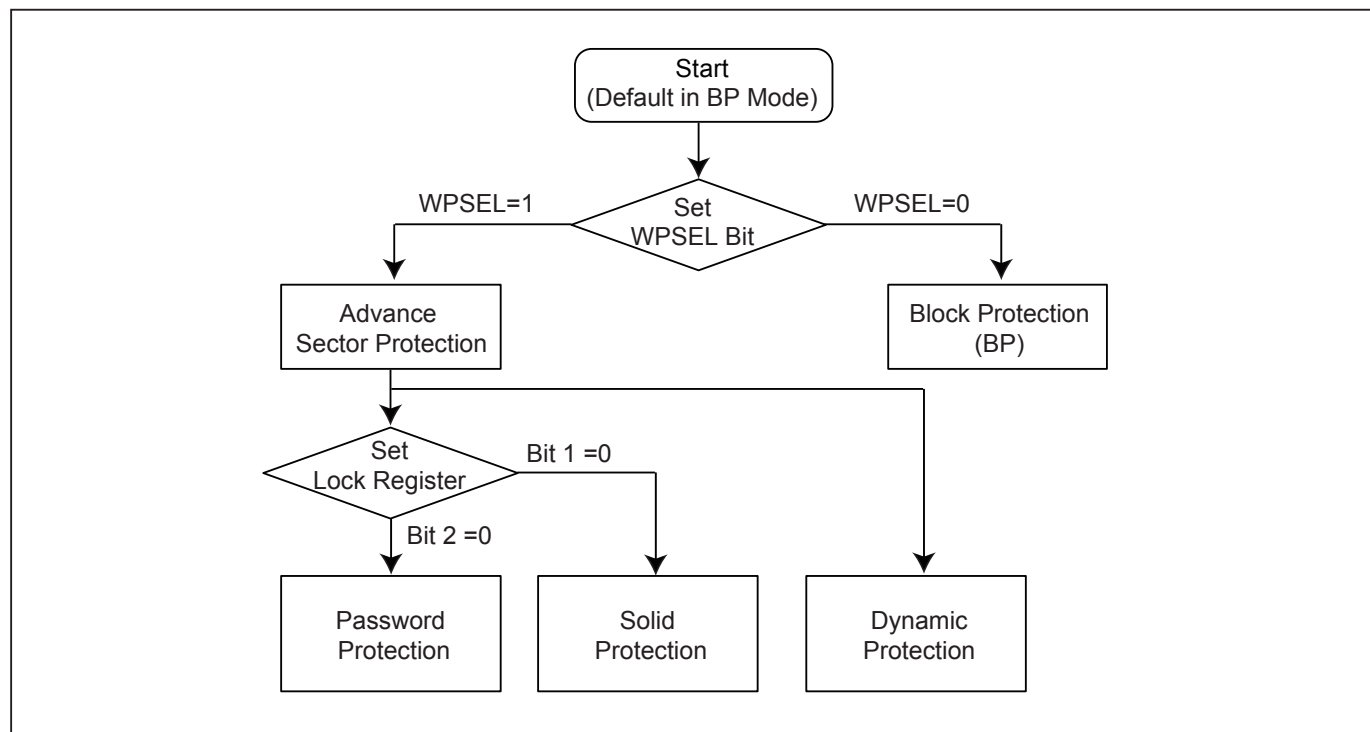 Start
(Default in BP Mode)
WPSEL=1
Set
WPSEL Bit
WPSEL=0
Advance
Sector Protection
Block Protection
(BP)
Set
Lock Register
Bit 1 =0
Bit 2 =0
Password
Protection
Solid
Protection
Dynamic
Protection